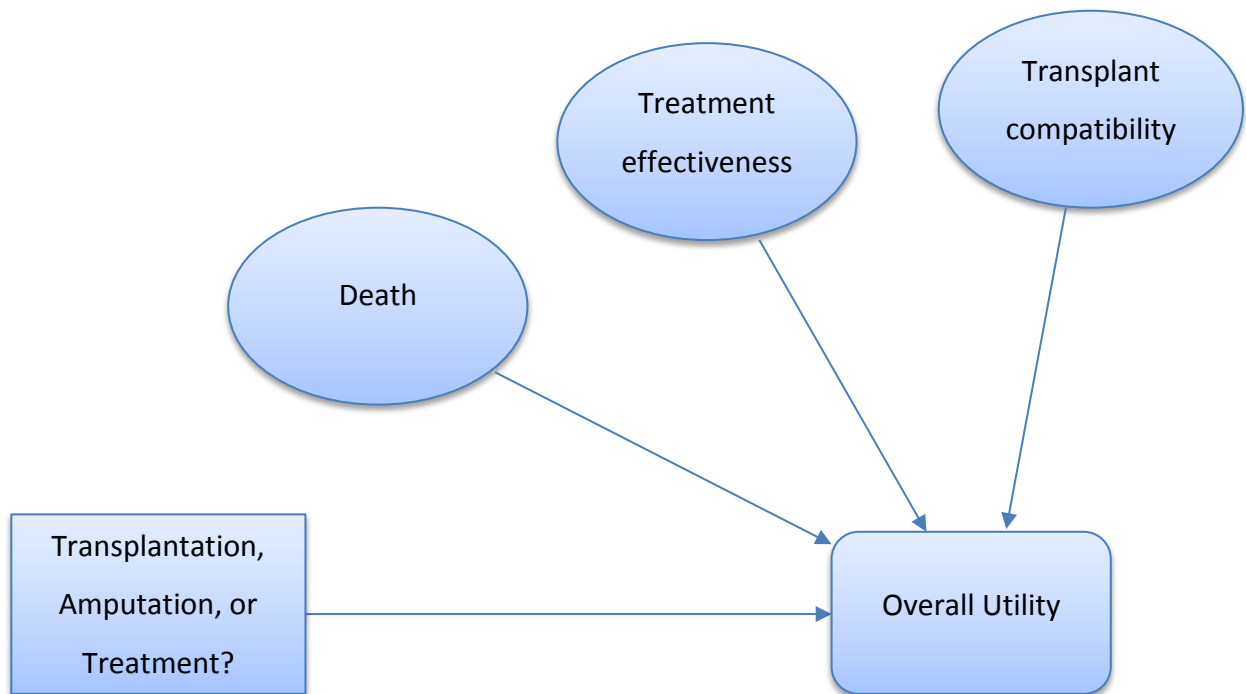 Transplant
compatibility
Treatment
effectiveness
Death
Transplantation,
Amputation, or
Treatment?
Overall Utility